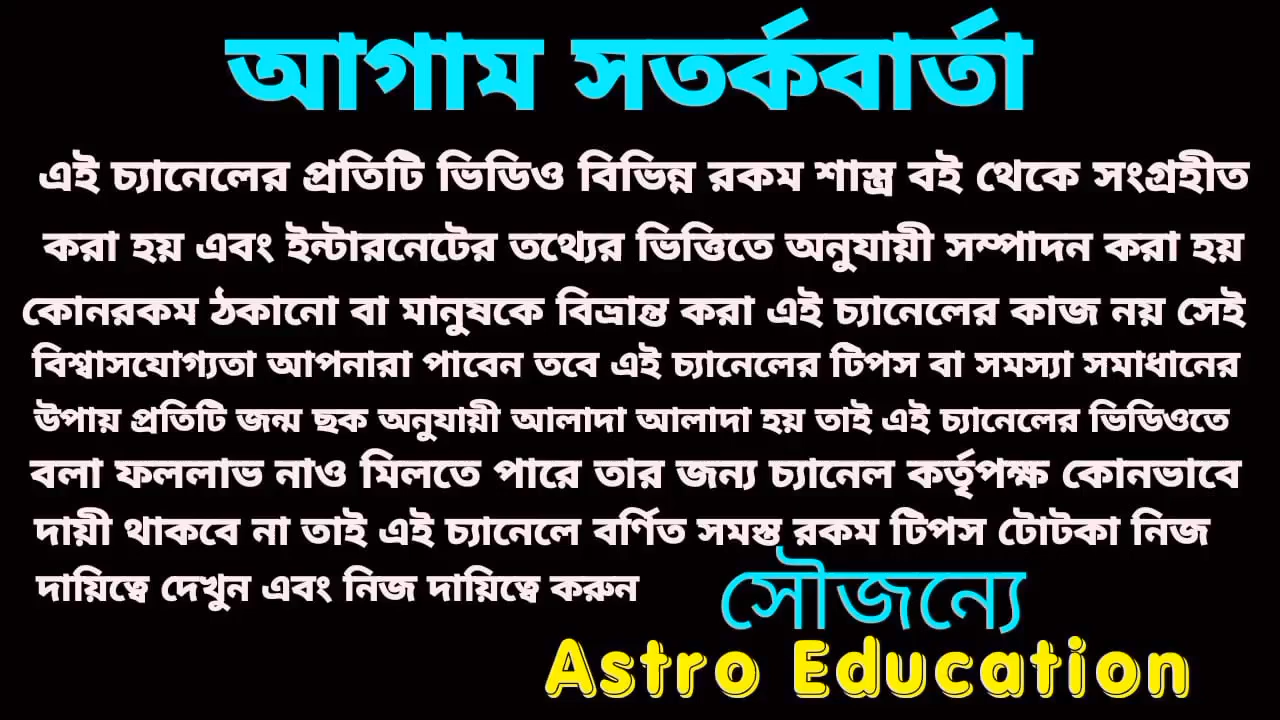 আগাম সতর্কবার্তা
এই চ্যানেলের প্রতিটি ভিডিও বিভিন্ন রকম শাস্ত্র বই থেকে সংগ্রহীত
করা হয় এবং ইন্টারনেটের তথ্যের ভিত্তিতে অনুযায়ী সম্পাদন করা হয়
কোনরকম ঠকানো বা মানুষকে বিভ্রান্ত করা এই চ্যানেলের কাজ নয় সেই
বিশ্বাসযোগ্যতা আপনারা পাবেন তবে এই চ্যানেলের টিপস বা সমস্যা সমাধানের
উপায় প্রতিটি জন্ম ছক অনুযায়ী আলাদা আলাদা হয় তাই এই চ্যানেলের ভিডিওতে
বলা ফললাভ নাও মিলতে পারে তার জন্য চ্যানেল কর্তৃপক্ষ কোনভাবে
দায়ী থাকবে না তাই এই চ্যানেলে বর্ণিত সমস্ত রকম টিপস টোটকা নিজ
দায়িত্বে দেখুন এবং নিজ দায়িত্বে করুন
সৌজন্যে
Astro Education